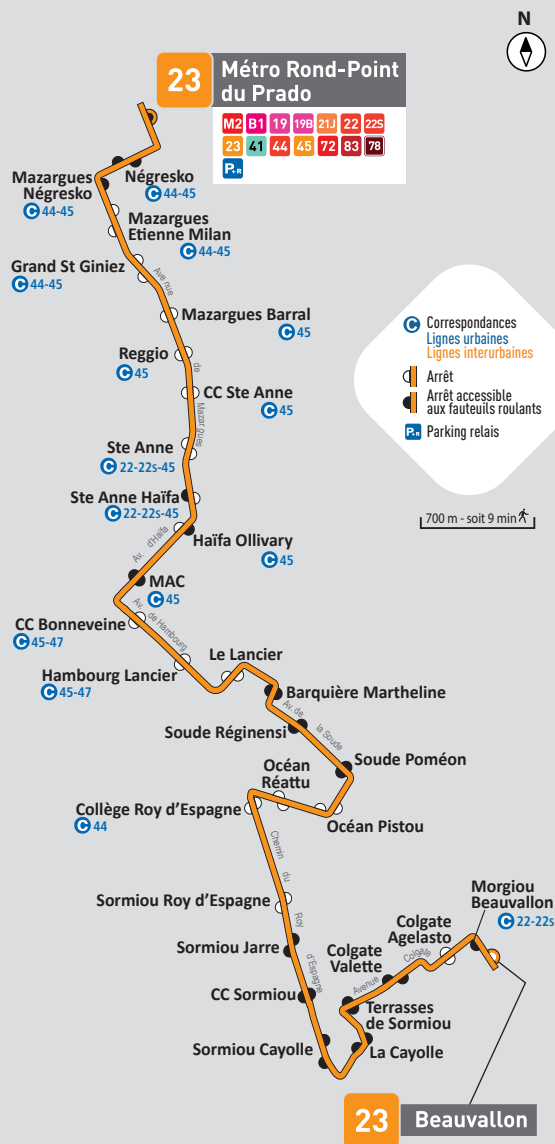 N
23
Métro Rond-Point
du Prado
M2 B1 19 19B 21J 22 22S
23 41 44 45 72 83 78
P+R
Négresko
C 44-45
Mazargues
Négresko
C 44-45
Mazargues
Etienne Milan
C 44-45
Grand St Giniez
C 44-45
Avenue
de
Mazargues
Mazargues Barral
C 45
Reggio
C 45
CC Ste Anne
C 45
Ste Anne
C 22-22s-45
Ste Anne Haïfa
C 22-22s-45
Av. d'Haïfa
Haïfa Ollivary
C 45
MAC
C 45
CC Bonneveine
C 45-47
Av. de Hambourg
Hambourg Lancier
C 45-47
Le Lancier
Barquière Martheline
Av. de
la Soude
Soude Réginensi
Soude Poméon
Océan
Réattu
Océan Pistou
Collège Roy d'Espagne
C 44
Chemin du Roy d'Espagne
Sormiou Roy d'Espagne
Sormiou Jarre
CC Sormiou
Sormiou Cayolle
La Cayolle
Terrasses
de Sormiou
Colgate
Valette
Avenue Colgate
Colgate
Agelasto
Morgiou
Beauvallon
C 22-22s
23 Beauvallon
C Correspondances
Lignes urbaines
Lignes interurbaines
Arrêt
Arrêt accessible
aux fauteuils roulants
P+R Parking relais
700 m - soit 9 min